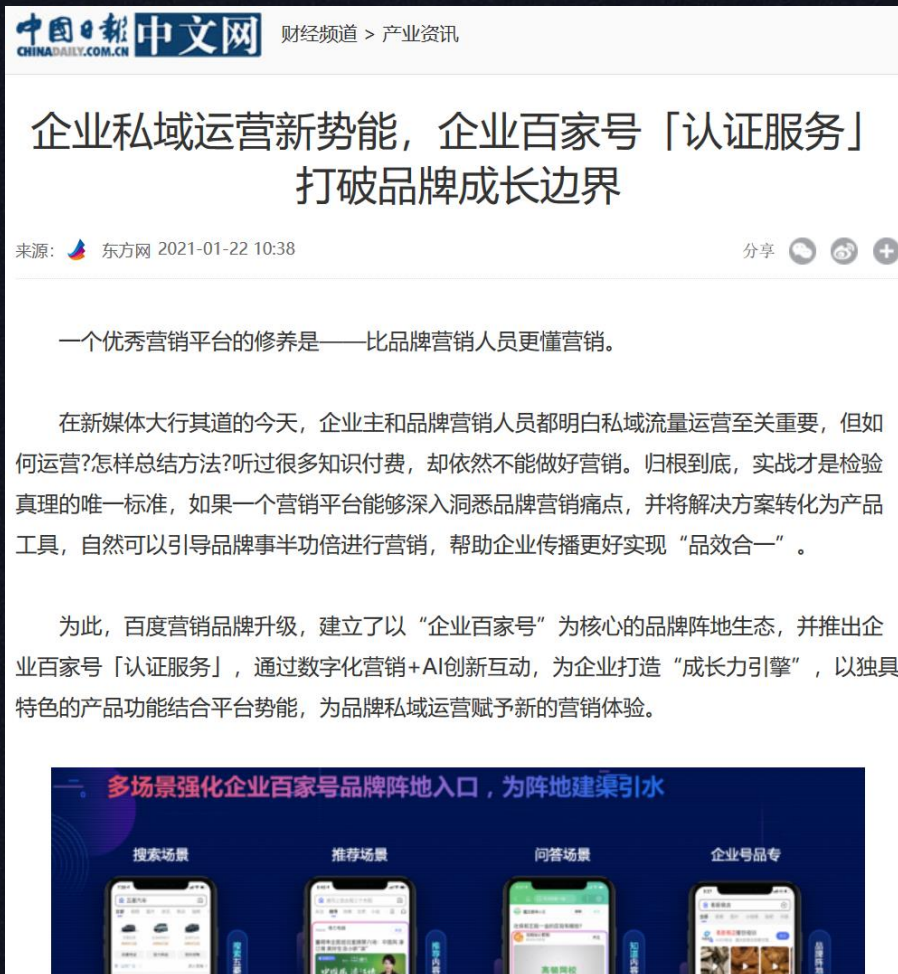 中國日報 中文网 财经频道 > 产业资讯
CHINADAILY.COM.CN
企业私域运营新势能，企业百家号「认证服务」
打破品牌成长边界
来源： 东方网 2021-01-22 10:38 分享
一个优秀营销平台的修养是——比品牌营销人员更懂营销。
在新媒体大行其道的今天，企业主和品牌营销人员都明白私域流量运营至关重要，但如
何运营?怎样总结方法?听过很多知识付费，却依然不能做好营销。归根到底，实战才是检验
真理的唯一标准，如果一个营销平台能够深入洞悉品牌营销痛点，并将解决方案转化为产品
工具，自然可以引导品牌事半功倍进行营销，帮助企业传播更好实现“品效合一”。
为此，百度营销品牌升级，建立了以“企业百家号”为核心的品牌阵地生态，并推出企
业百家号「认证服务」，通过数字化营销+AI创新互动，为企业打造“成长力引擎”，以独具
特色的产品功能结合平台势能，为品牌私域运营赋予新的营销体验。
多场景强化企业百家号品牌阵地入口，为阵地建渠引水
搜索场景 推荐场景 问答场景 企业号品专